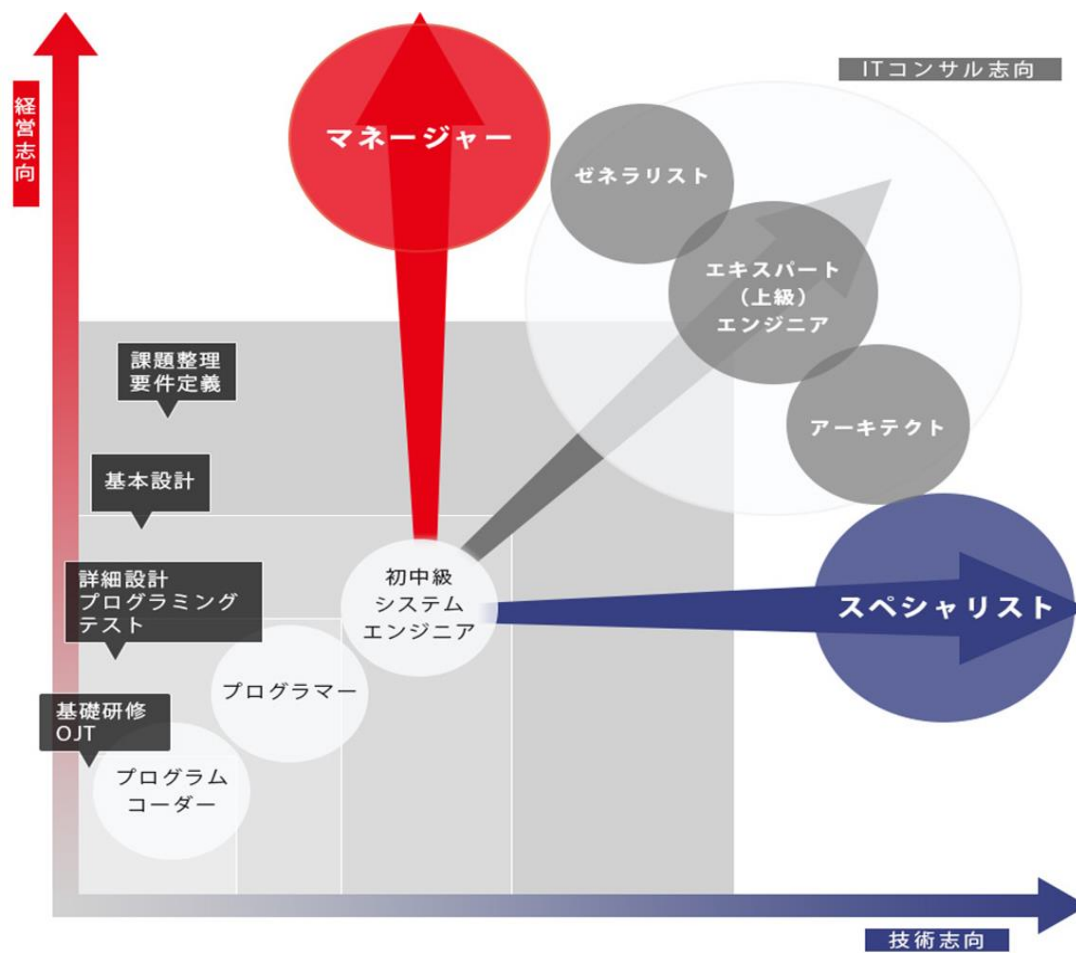 経営志向
マネージャー
ITコンサル志向
ゼネラリスト
エキスパート
（上級）
エンジニア
アーキテクト
課題整理
要件定義
基本設計
詳細設計
プログラミング
テスト
初中級
システム
エンジニア
スペシャリスト
プログラマー
基礎研修
OJT
プログラム
コーダー
技術志向